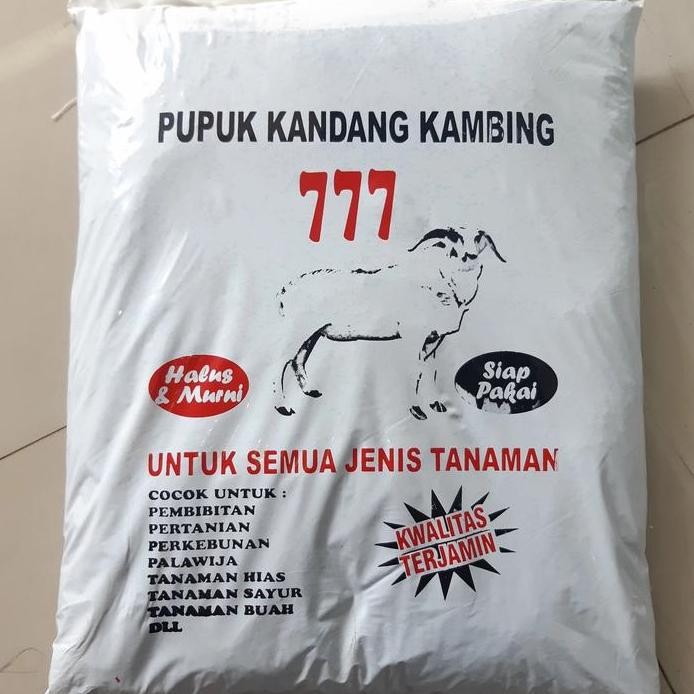 PUPUK KANDANG KAMBING
777
Halus
& Murni
Siap
Pakai
UNTUK SEMUA JENIS TANAMAN
COCOK UNTUK :
PEMBIBITAN
PERTANIAN
PERKEBUNAN
PALAWIJA
TANAMAN HIAS
TANAMAN SAYUR
TANAMAN BUAH
DLL
KWALITAS
TERJAMIN